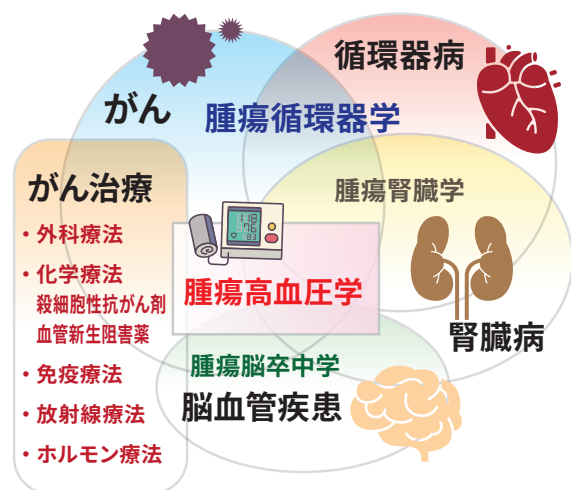 循環器病
がん
腫瘍循環器学
がん治療
・外科療法
・化学療法
殺細胞性抗がん剤
血管新生阻害薬
・免疫療法
・放射線療法
・ホルモン療法
腫瘍腎臓学
118
76
83
腫瘍高血圧学
腎臓病
腫瘍脳卒中学
脳血管疾患